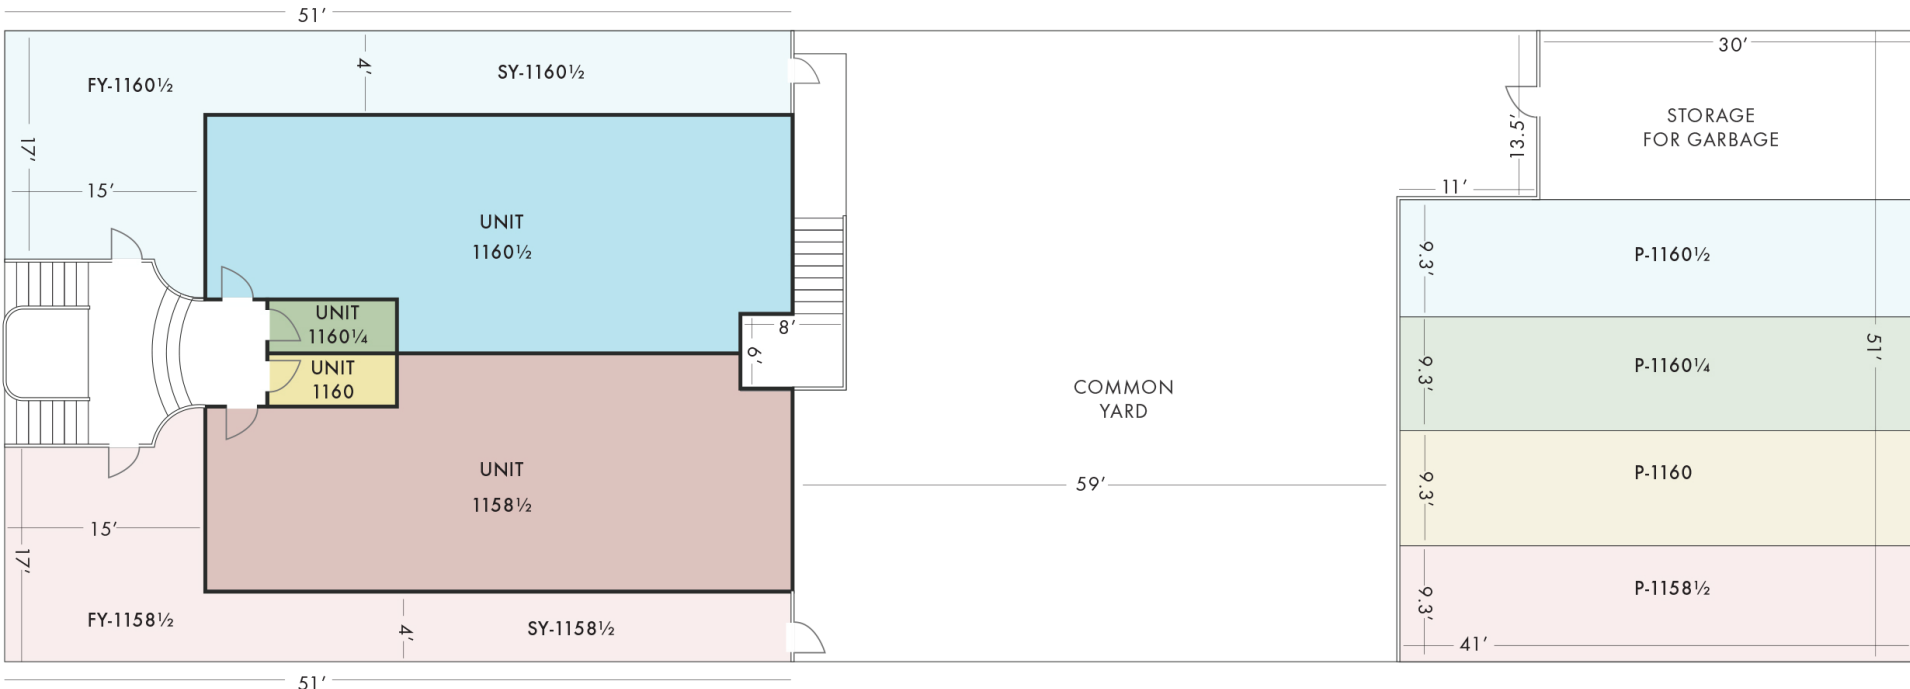 51'
30'
FY-1160½
4'
SY-1160½
STORAGE
FOR GARBAGE
13.5'
17'
15'
11'
UNIT
1160½
9.3'
P-1160½
UNIT
1160¼
8'
6'
51'
9.3'
P-1160¼
UNIT
1160
COMMON
YARD
UNIT
1158½
59'
9.3'
P-1160
15'
17'
9.3'
P-1158½
FY-1158½
4'
SY-1158½
41'
51'